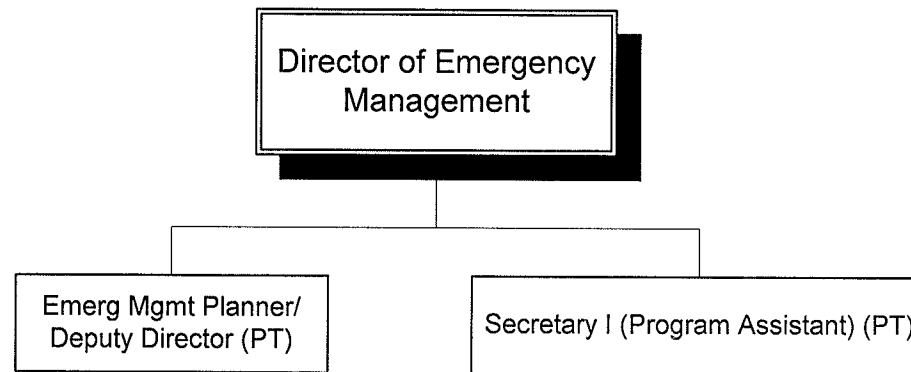 Director of Emergency
Management
Emerg Mgmt Planner/
Deputy Director (PT)
Secretary I (Program Assistant) (PT)